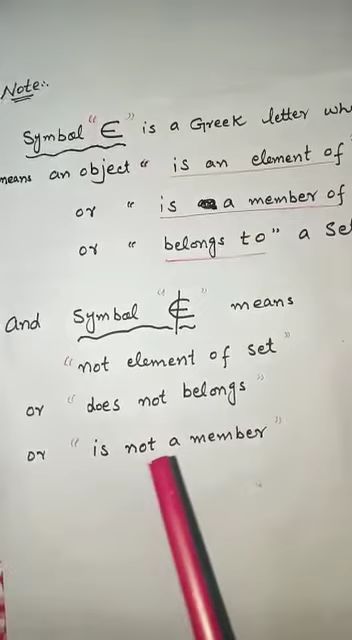 Note:-
Symbol "∈" is a Greek letter wh
means an object "is an element of
or "is a member of
or "belongs to" a Se
And Symbol "∉" means
"not element of set"
or "does not belongs"
or "is not a member"